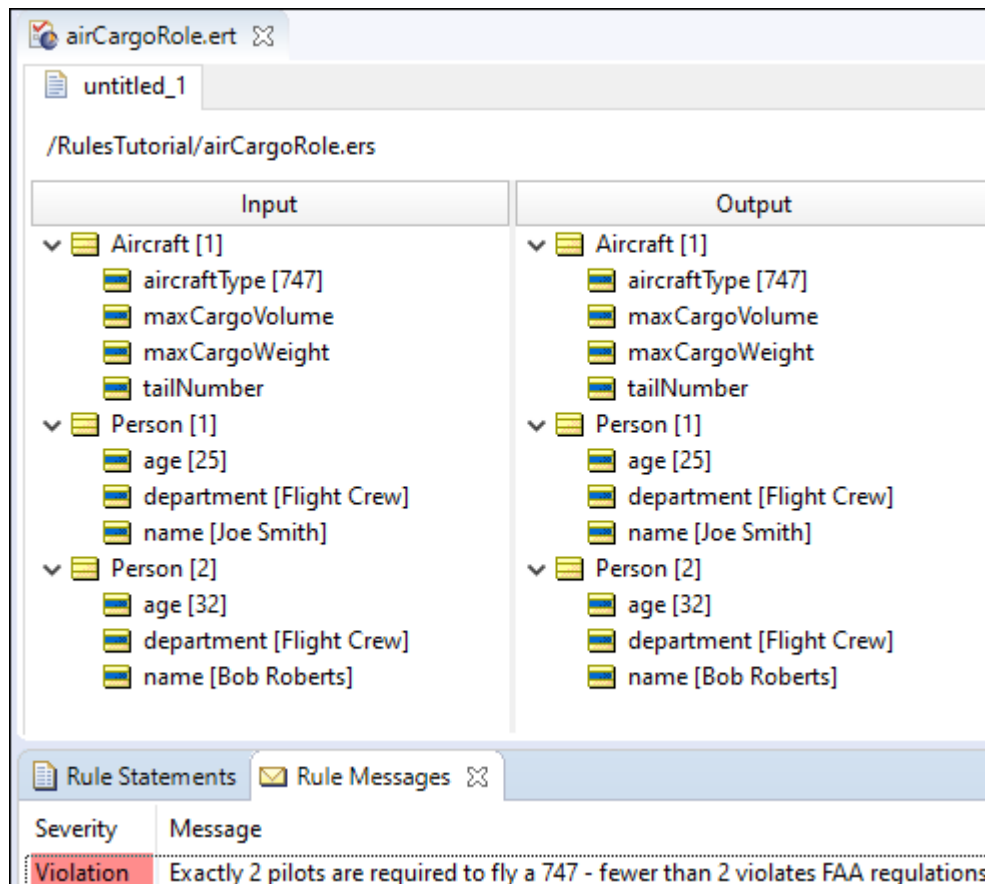 airCargoRole.ert
untitled_1
/RulesTutorial/airCargoRole.ers
Input Output
Aircraft [1] Aircraft [1]
aircraftType [747] aircraftType [747]
maxCargoVolume maxCargoVolume
maxCargoWeight maxCargoWeight
tailNumber tailNumber
Person [1] Person [1]
age [25] age [25]
department [Flight Crew] department [Flight Crew]
name [Joe Smith] name [Joe Smith]
Person [2] Person [2]
age [32] age [32]
department [Flight Crew] department [Flight Crew]
name [Bob Roberts] name [Bob Roberts]
Rule Statements Rule Messages
Severity Message
Violation Exactly 2 pilots are required to fly a 747 - fewer than 2 violates FAA regulations